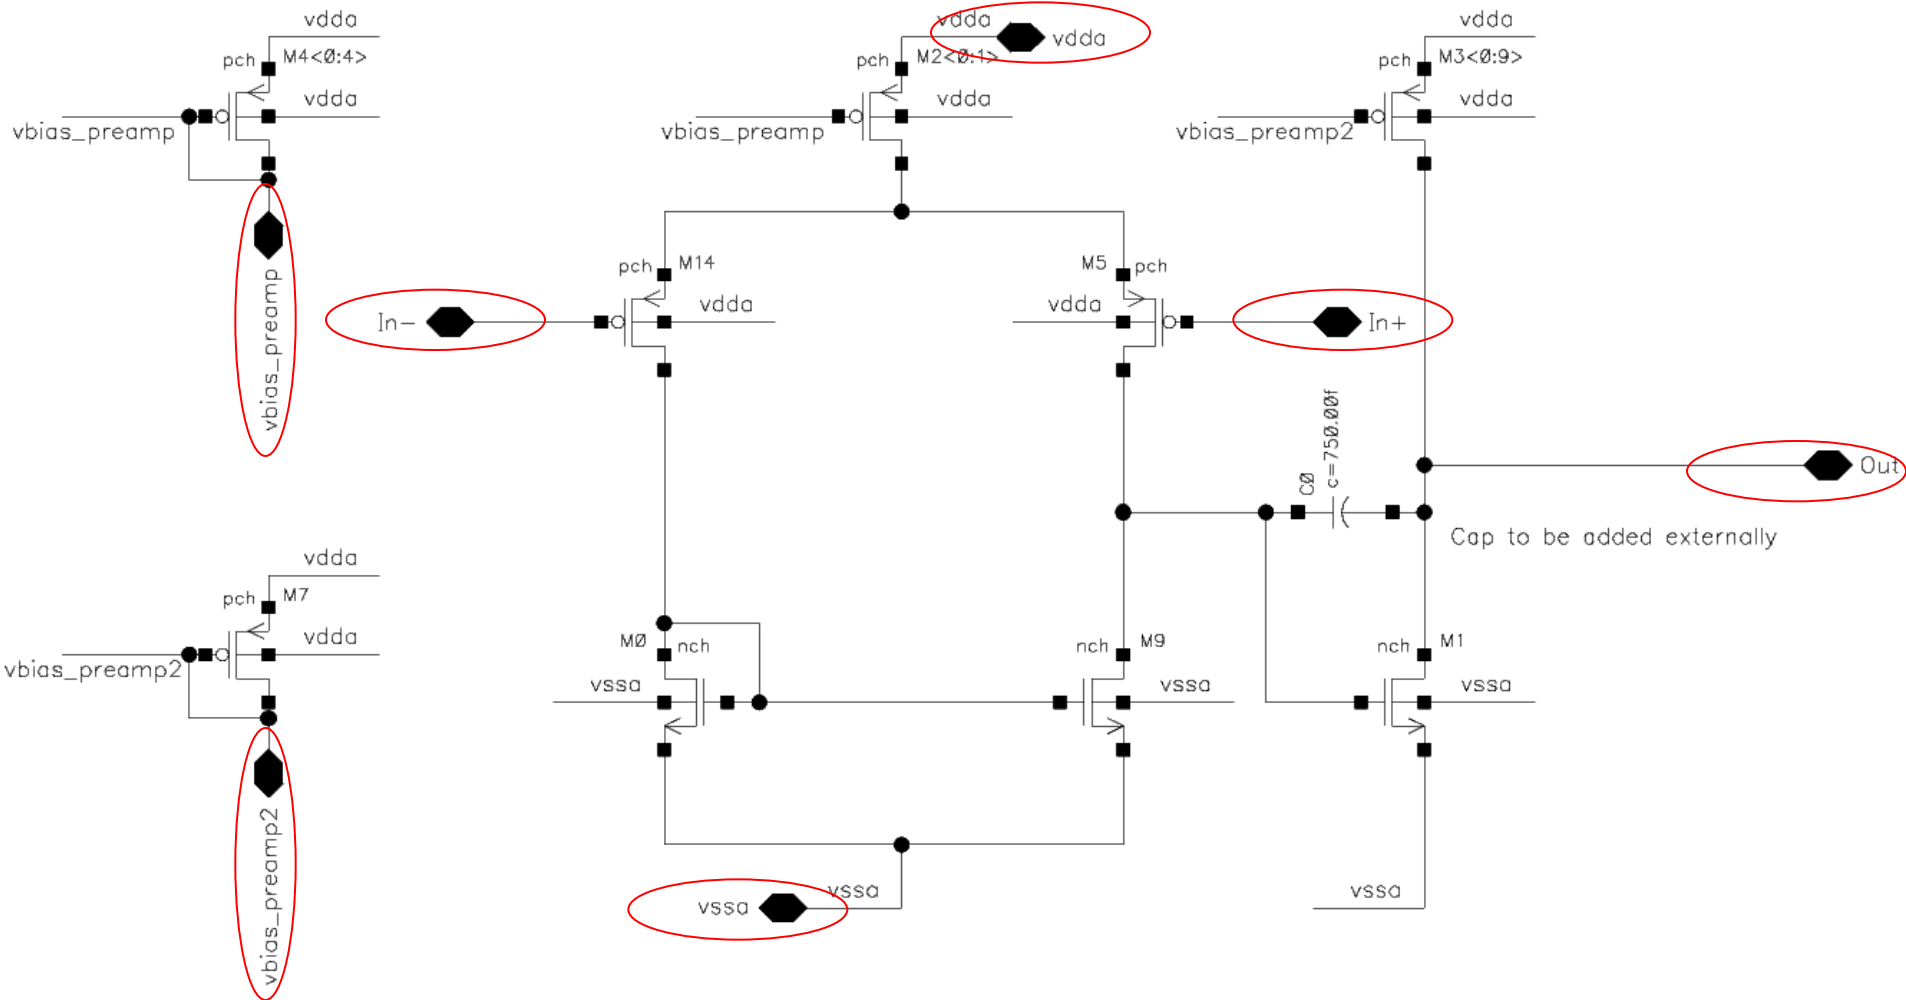 vdda
pch M4<0:4>
vdda
vbias_preamp
vbias_preamp
vdda
vdda
pch M2<0:1>
vdda
vbias_preamp
vdda
pch M3<0:9>
vdda
vbias_preamp2
pch M14
In-
vdda
M5 pch
vdda
In+
C0
c=750.00f
Out
Cap to be added externally
vdda
pch M7
vdda
vbias_preamp2
vbias_preamp2
M0 nch
vssa
nch M9
vssa
nch M1
vssa
vssa
vssa
vssa